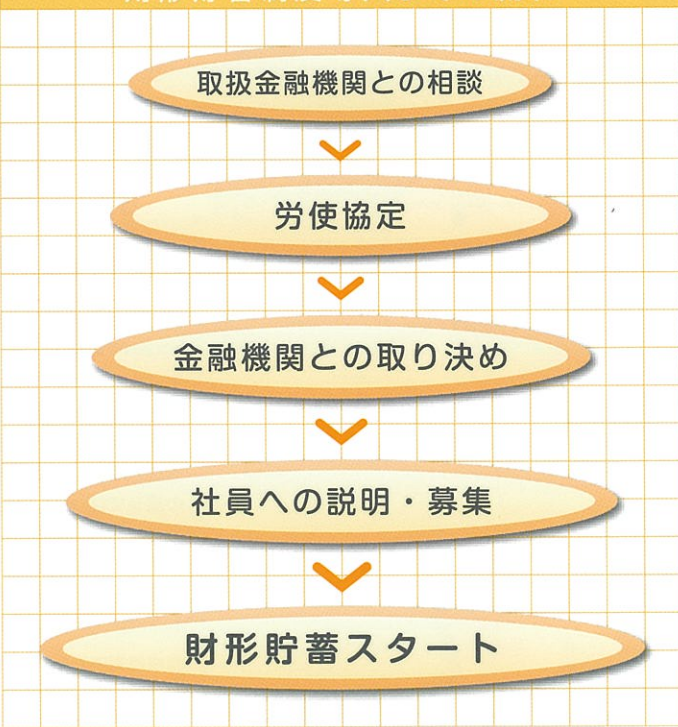 取扱金融機関との相談
労使協定
金融機関との取り決め
社員への説明・募集
財形貯蓄スタート